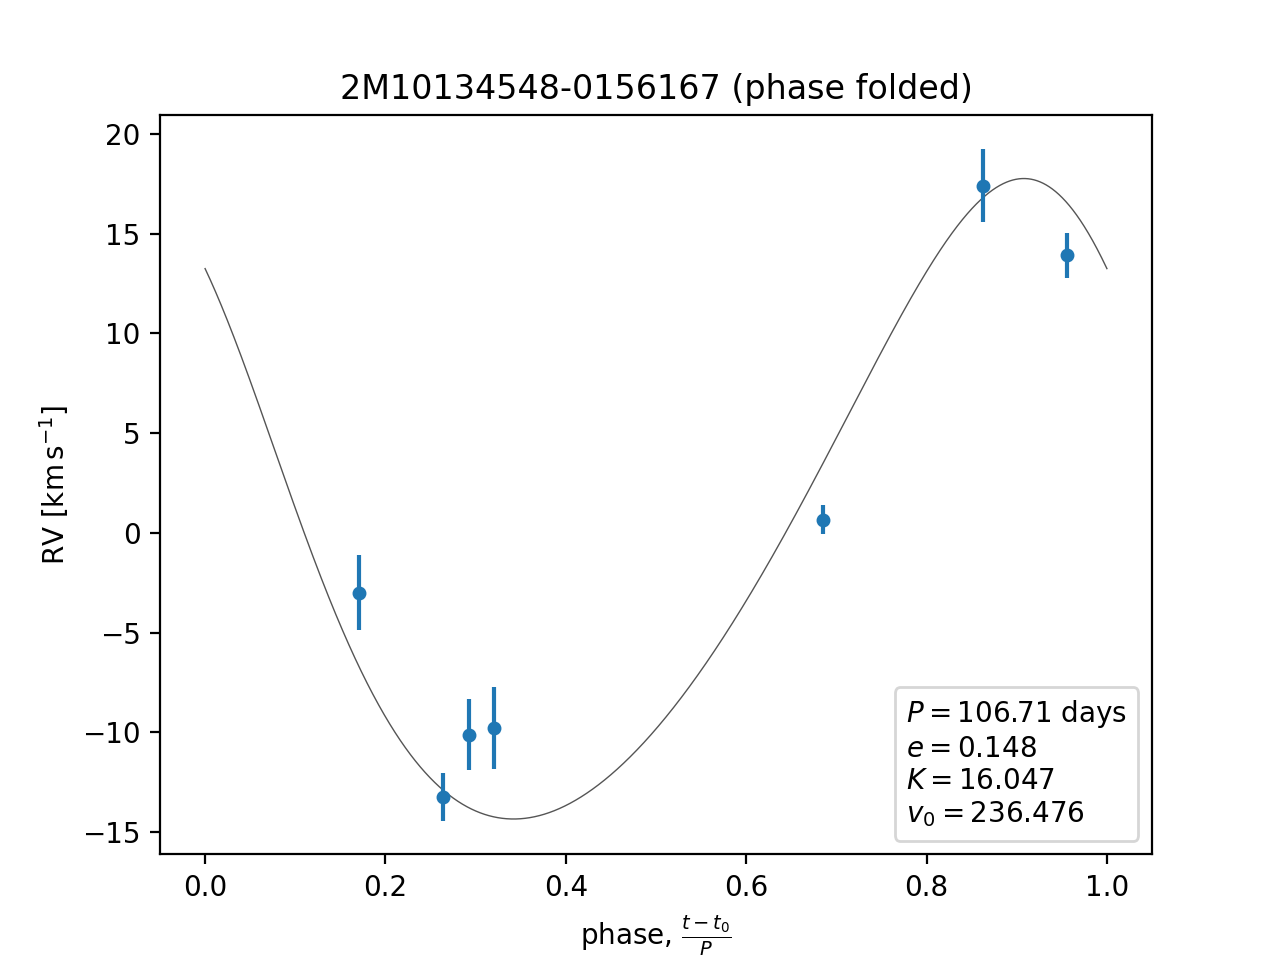 2M10134548-0156167 (phase folded)
RV [km s⁻¹]
20
15
10
5
0
−5
−10
−15
P = 106.71 days
e = 0.148
K = 16.047
v₀ = 236.476
0.0 0.2 0.4 0.6 0.8 1.0
phase, (t − t₀)/P